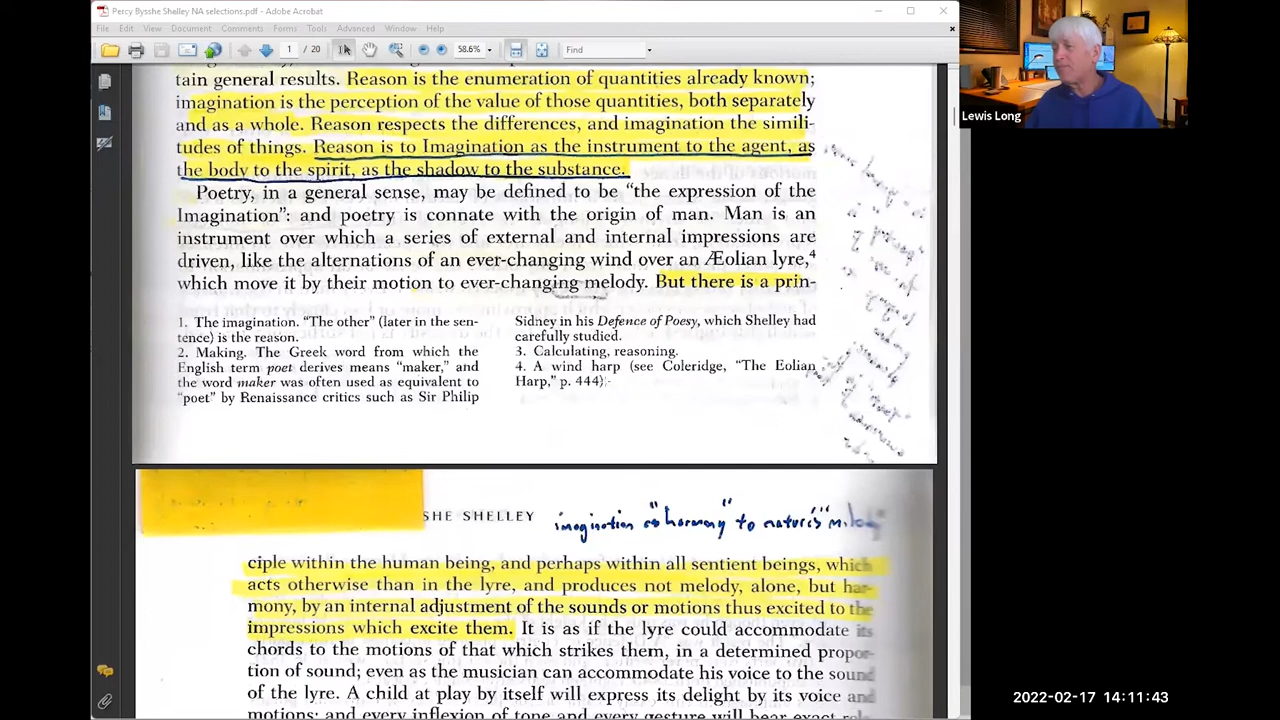 Percy Bysshe Shelley NA selections.pdf - Adobe Acrobat
File Edit View Document Comments Forms Tools Advanced Window Help
1 / 20 58.6% Find
tain general results. Reason is the enumeration of quantities already known;
imagination is the perception of the value of those quantities, both separately
and as a whole. Reason respects the differences, and imagination the simili-
tudes of things. Reason is to Imagination as the instrument to the agent, as
the body to the spirit, as the shadow to the substance.
Poetry, in a general sense, may be defined to be “the expression of the
Imagination”: and poetry is connate with the origin of man. Man is an
instrument over which a series of external and internal impressions are
driven, like the alternations of an ever-changing wind over an Æolian lyre,4
which move it by their motion to ever-changing melody. But there is a prin-
1. The imagination. “The other” (later in the sen-
tence) is the reason.
2. Making. The Greek word from which the
English term poet derives means “maker,” and
the word maker was often used as equivalent to
“poet” by Renaissance critics such as Sir Philip
Sidney in his Defence of Poesy, which Shelley had
carefully studied.
3. Calculating, reasoning.
4. A wind harp (see Coleridge, “The Eolian
Harp,” p. 444).
SHE SHELLEY
imagination as "harmony" to nature's "melody"
ciple within the human being, and perhaps within all sentient beings, which
acts otherwise than in the lyre, and produces not melody, alone, but har-
mony, by an internal adjustment of the sounds or motions thus excited to the
impressions which excite them. It is as if the lyre could accommodate its
chords to the motions of that which strikes them, in a determined propor-
tion of sound; even as the musician can accommodate his voice to the sound
of the lyre. A child at play by itself will express its delight by its voice and
motions; and every inflexion of tone and every gesture will bear exact
Lewis Long
2022-02-17 14:11:43